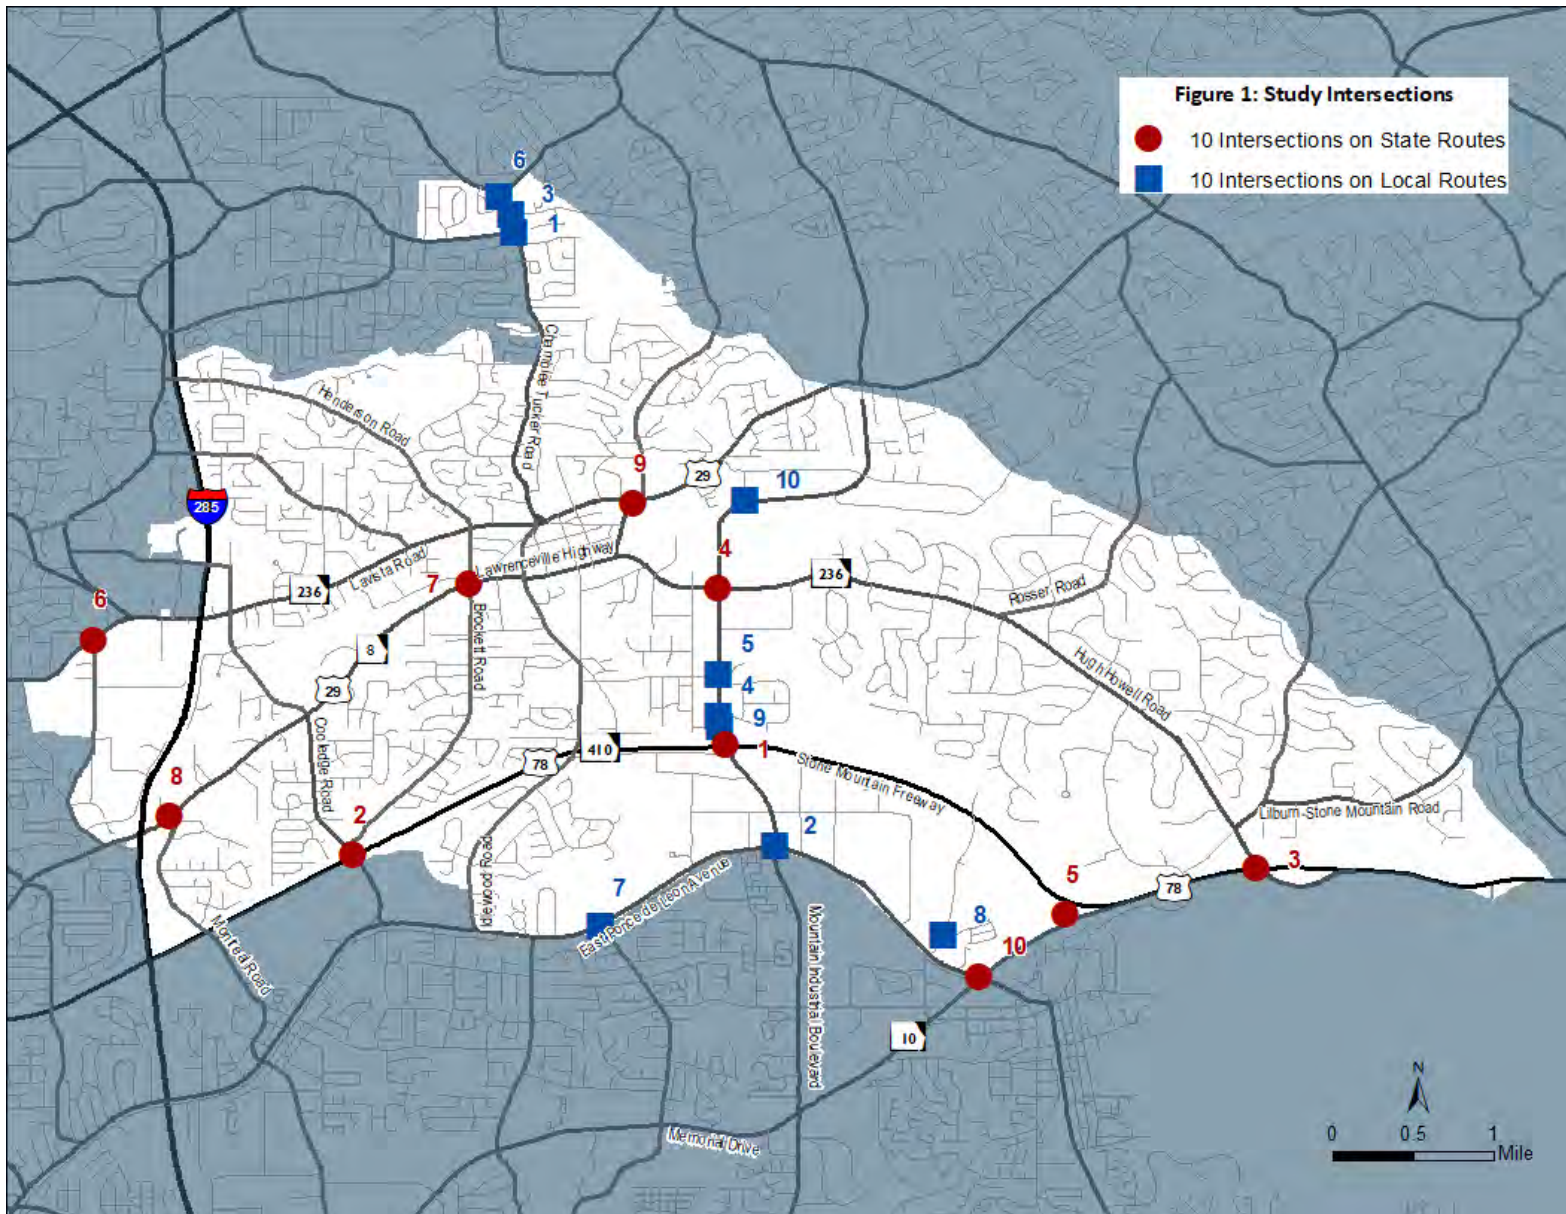 Figure 1: Study Intersections
10 Intersections on State Routes
10 Intersections on Local Routes
6
3
1
Chamblee Tucker Road
Henderson Road
9
29
10
285
Lavista Road
Lawrenceville Highway
4
236
236
7
6
Rosser Road
8
Brockett Road
5
Hugh Howell Road
29
4
9
Cooledge Road
410
1
78
Stone Mountain Freeway
8
2
Lilburn-Stone Mountain Road
2
3
Idlewood Road
7
East Ponce de Leon Avenue
5
78
8
Montreal Road
Mountain Industrial Boulevard
10
10
Memorial Drive
N
0 0.5 1
Mile